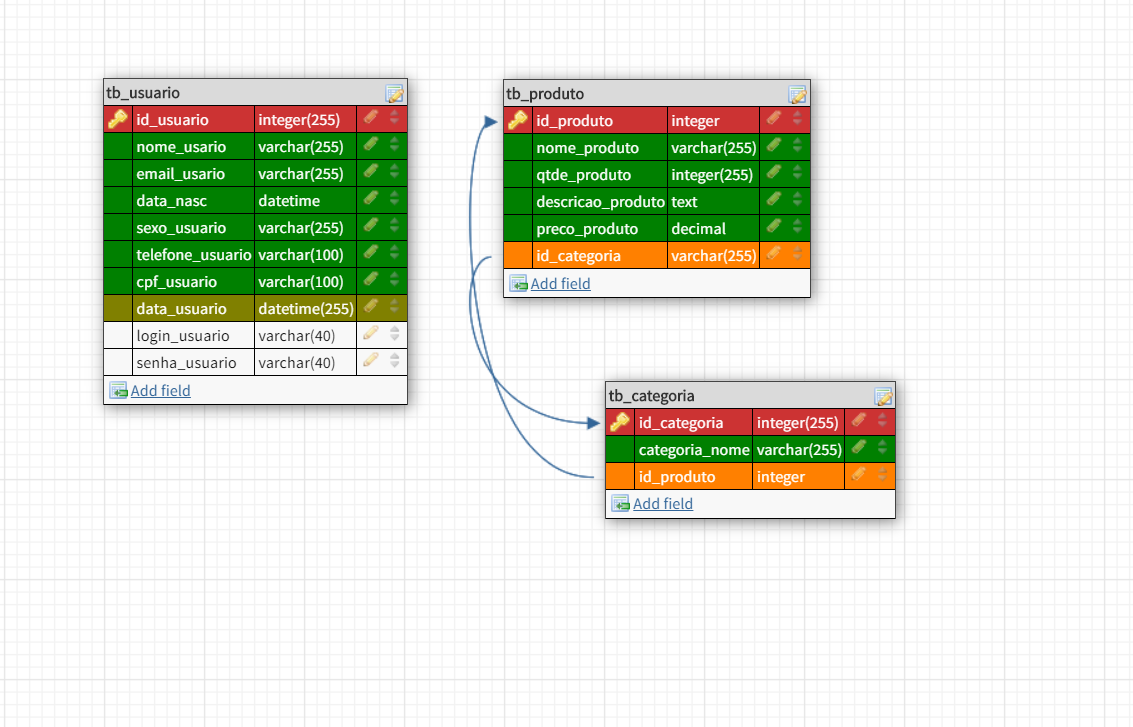 tb_usuario
id_usuario integer(255)
nome_usario varchar(255)
email_usario varchar(255)
data_nasc datetime
sexo_usuario varchar(255)
telefone_usuario varchar(100)
cpf_usuario varchar(100)
data_usuario datetime(255)
login_usuario varchar(40)
senha_usuario varchar(40)
Add field
tb_produto
id_produto integer
nome_produto varchar(255)
qtde_produto integer(255)
descricao_produto text
preco_produto decimal
id_categoria varchar(255)
Add field
tb_categoria
id_categoria integer(255)
categoria_nome varchar(255)
id_produto integer
Add field